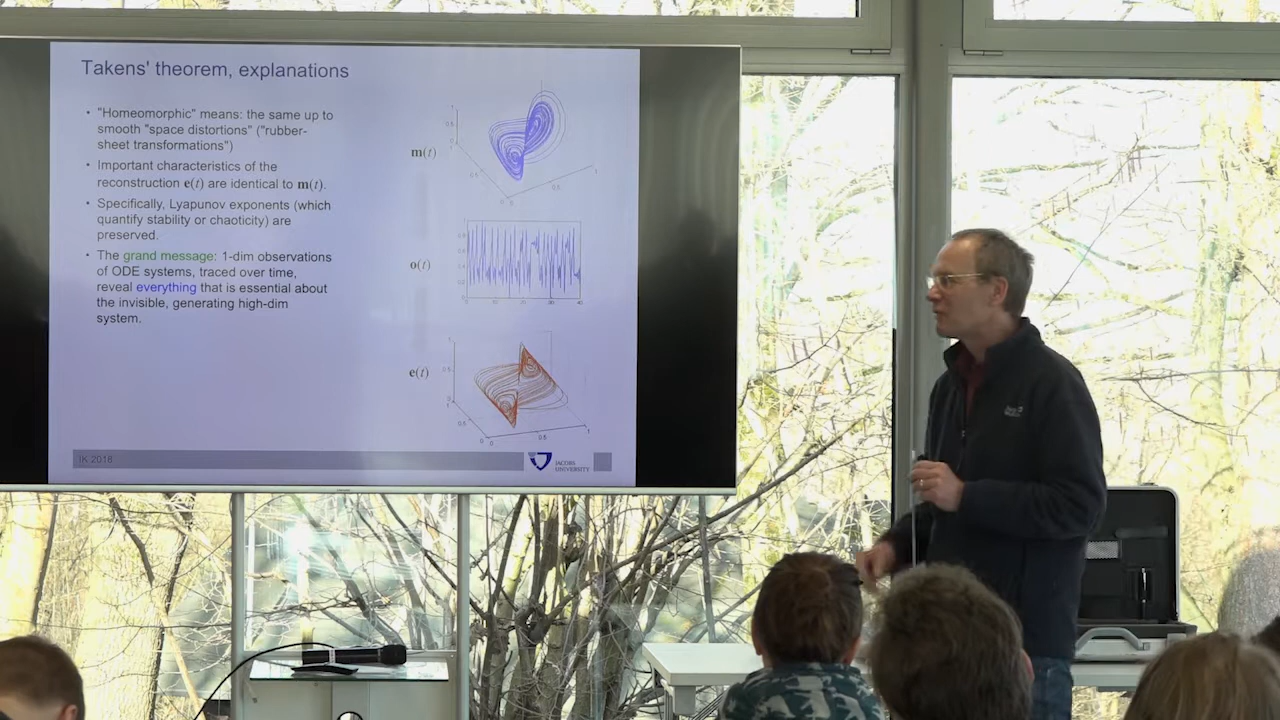 Takens' theorem, explanations
• "Homeomorphic" means: the same up to
smooth "space distortions" ("rubber-
sheet transformations")
• Important characteristics of the
reconstruction e(t) are identical to m(t).
• Specifically, Lyapunov exponents (which
quantify stability or chaoticity) are
preserved.
• The grand message: 1-dim observations
of ODE systems, traced over time,
reveal everything that is essential about
the invisible, generating high-dim
system.
m(t)
o(t)
e(t)
IK 2018
JACOBS
UNIVERSITY